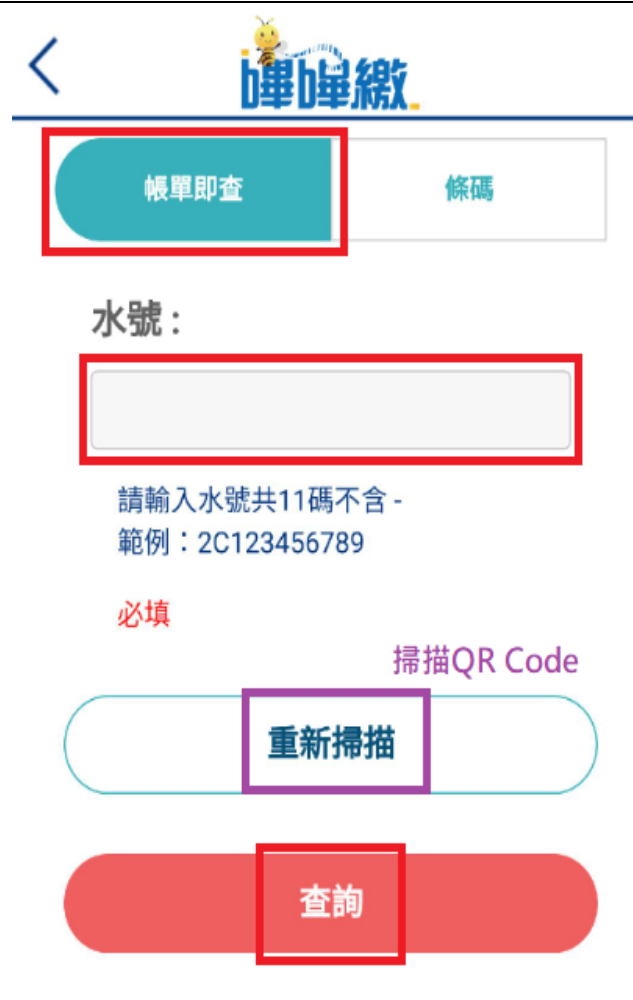 嗶嗶繳
帳單即查
條碼
水號 :
請輸入水號共11碼不含 -
範例：2C123456789
必填
掃描QR Code
重新掃描
查詢